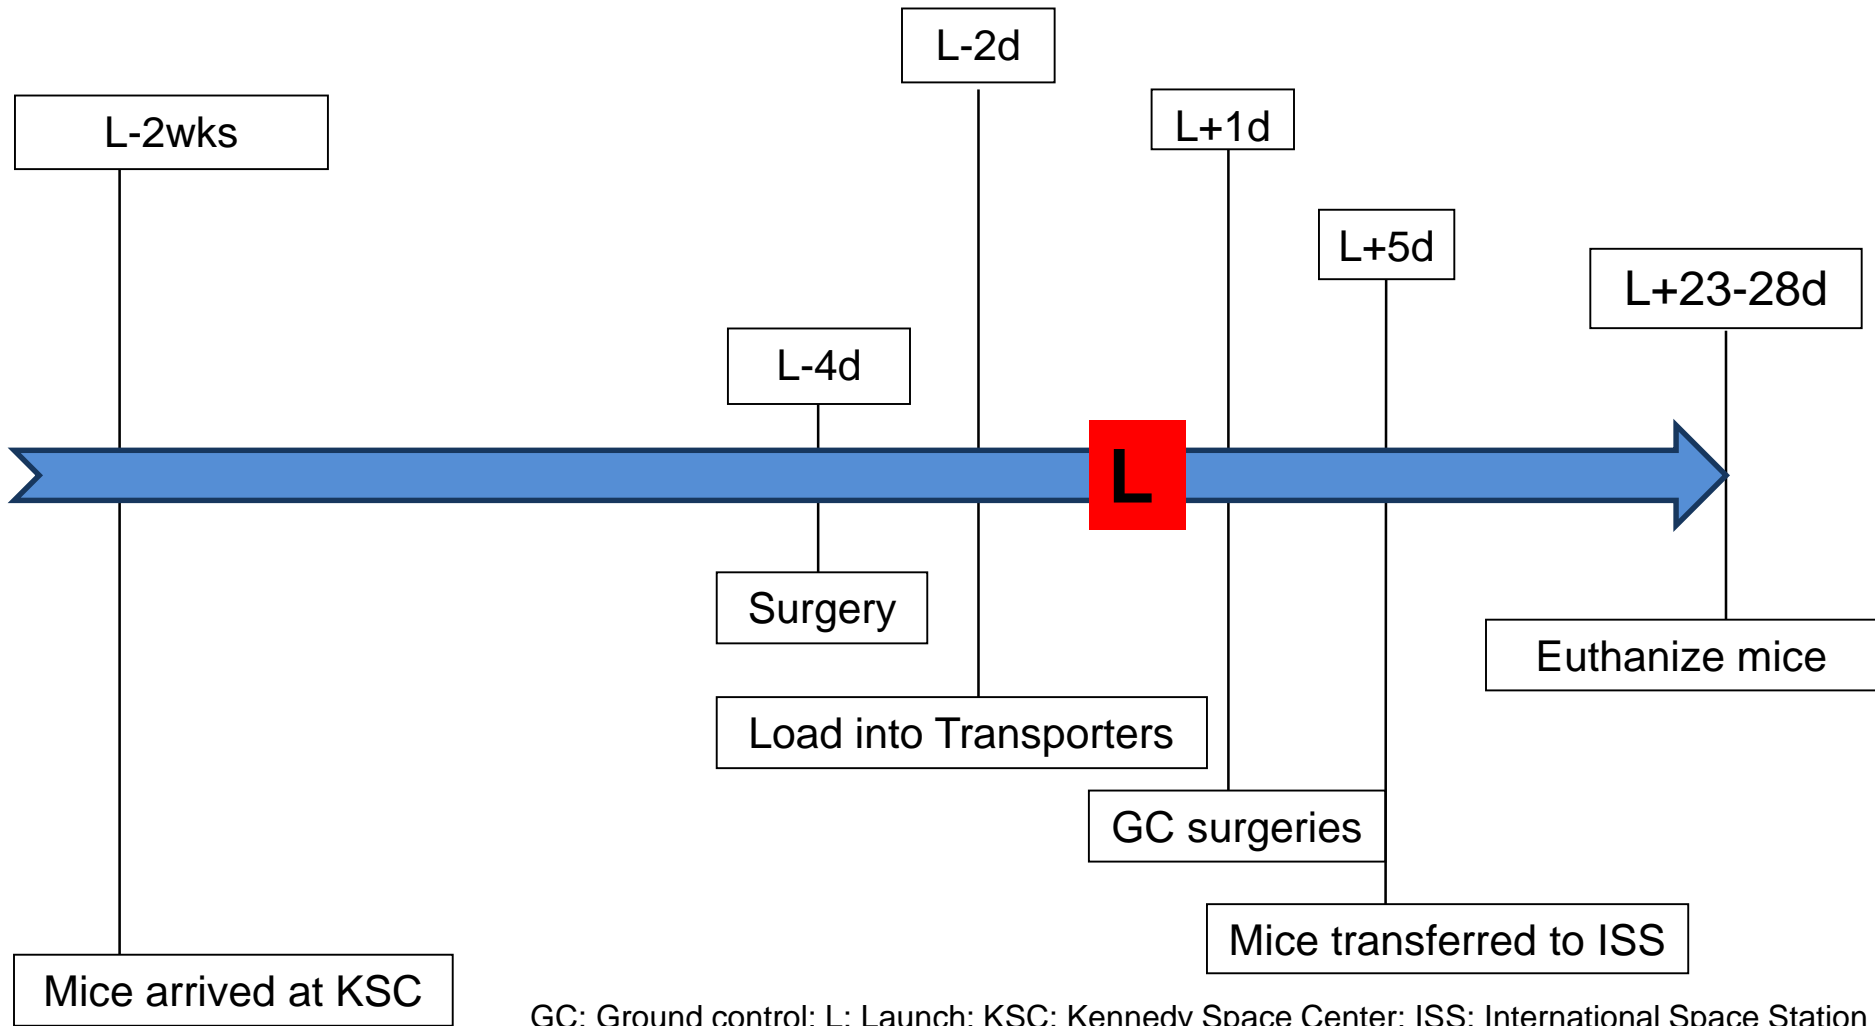 L-2d
L-2wks
L+1d
L+5d
L+23-28d
L-4d
L
Surgery
Euthanize mice
Load into Transporters
GC surgeries
Mice transferred to ISS
Mice arrived at KSC
GC: Ground control; L: Launch; KSC: Kennedy Space Center; ISS: International Space Station